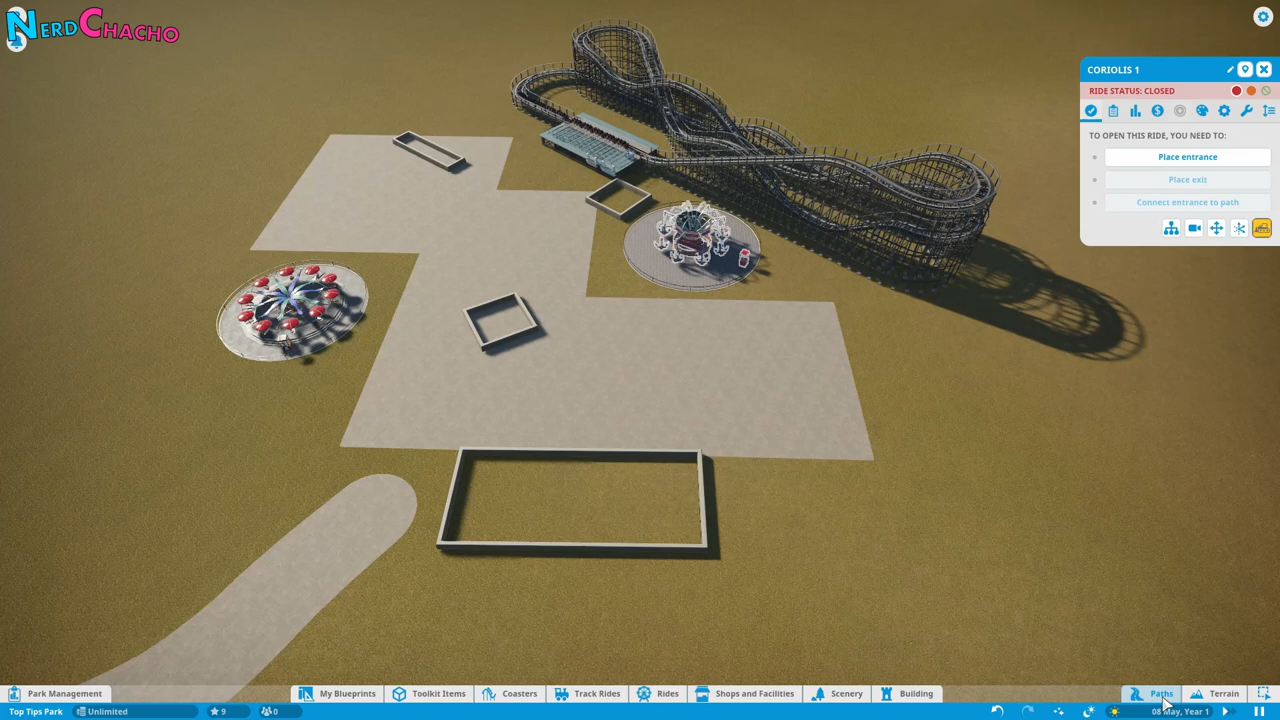 NERDCHACHO
CORIOLIS 1
RIDE STATUS: CLOSED
TO OPEN THIS RIDE, YOU NEED TO:
Place entrance
Place exit
Connect entrance to path
Park Management
My Blueprints
Toolkit Items
Coasters
Track Rides
Rides
Shops and Facilities
Scenery
Building
Paths
Terrain
Top Tips Park
Unlimited
9
0
08 May, Year 1